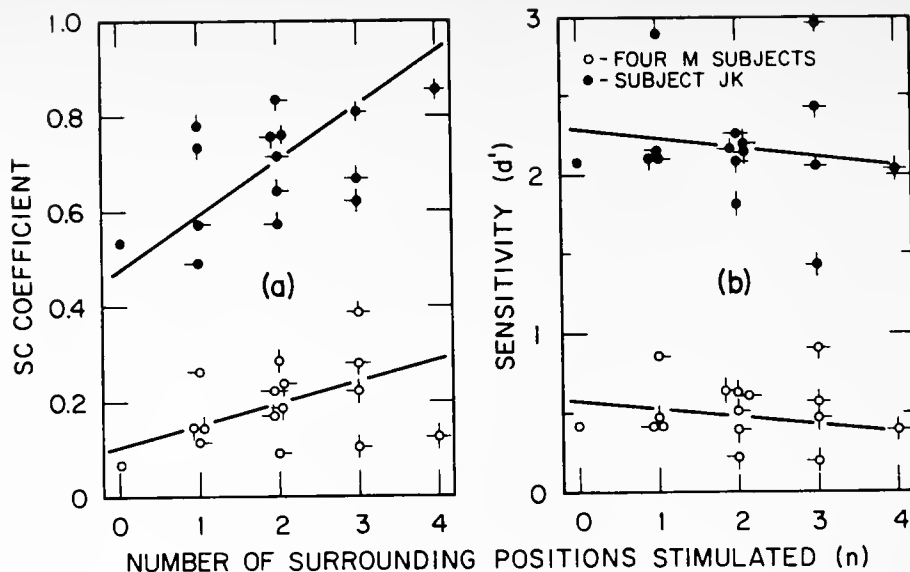 1.0
0.8
0.6
0.4
0.2
0
SC COEFFICIENT
(a)
0 1 2 3 4
3
2
1
0
SENSITIVITY (d')
○ - FOUR M SUBJECTS
● - SUBJECT JK
(b)
0 1 2 3 4
NUMBER OF SURROUNDING POSITIONS STIMULATED (n)